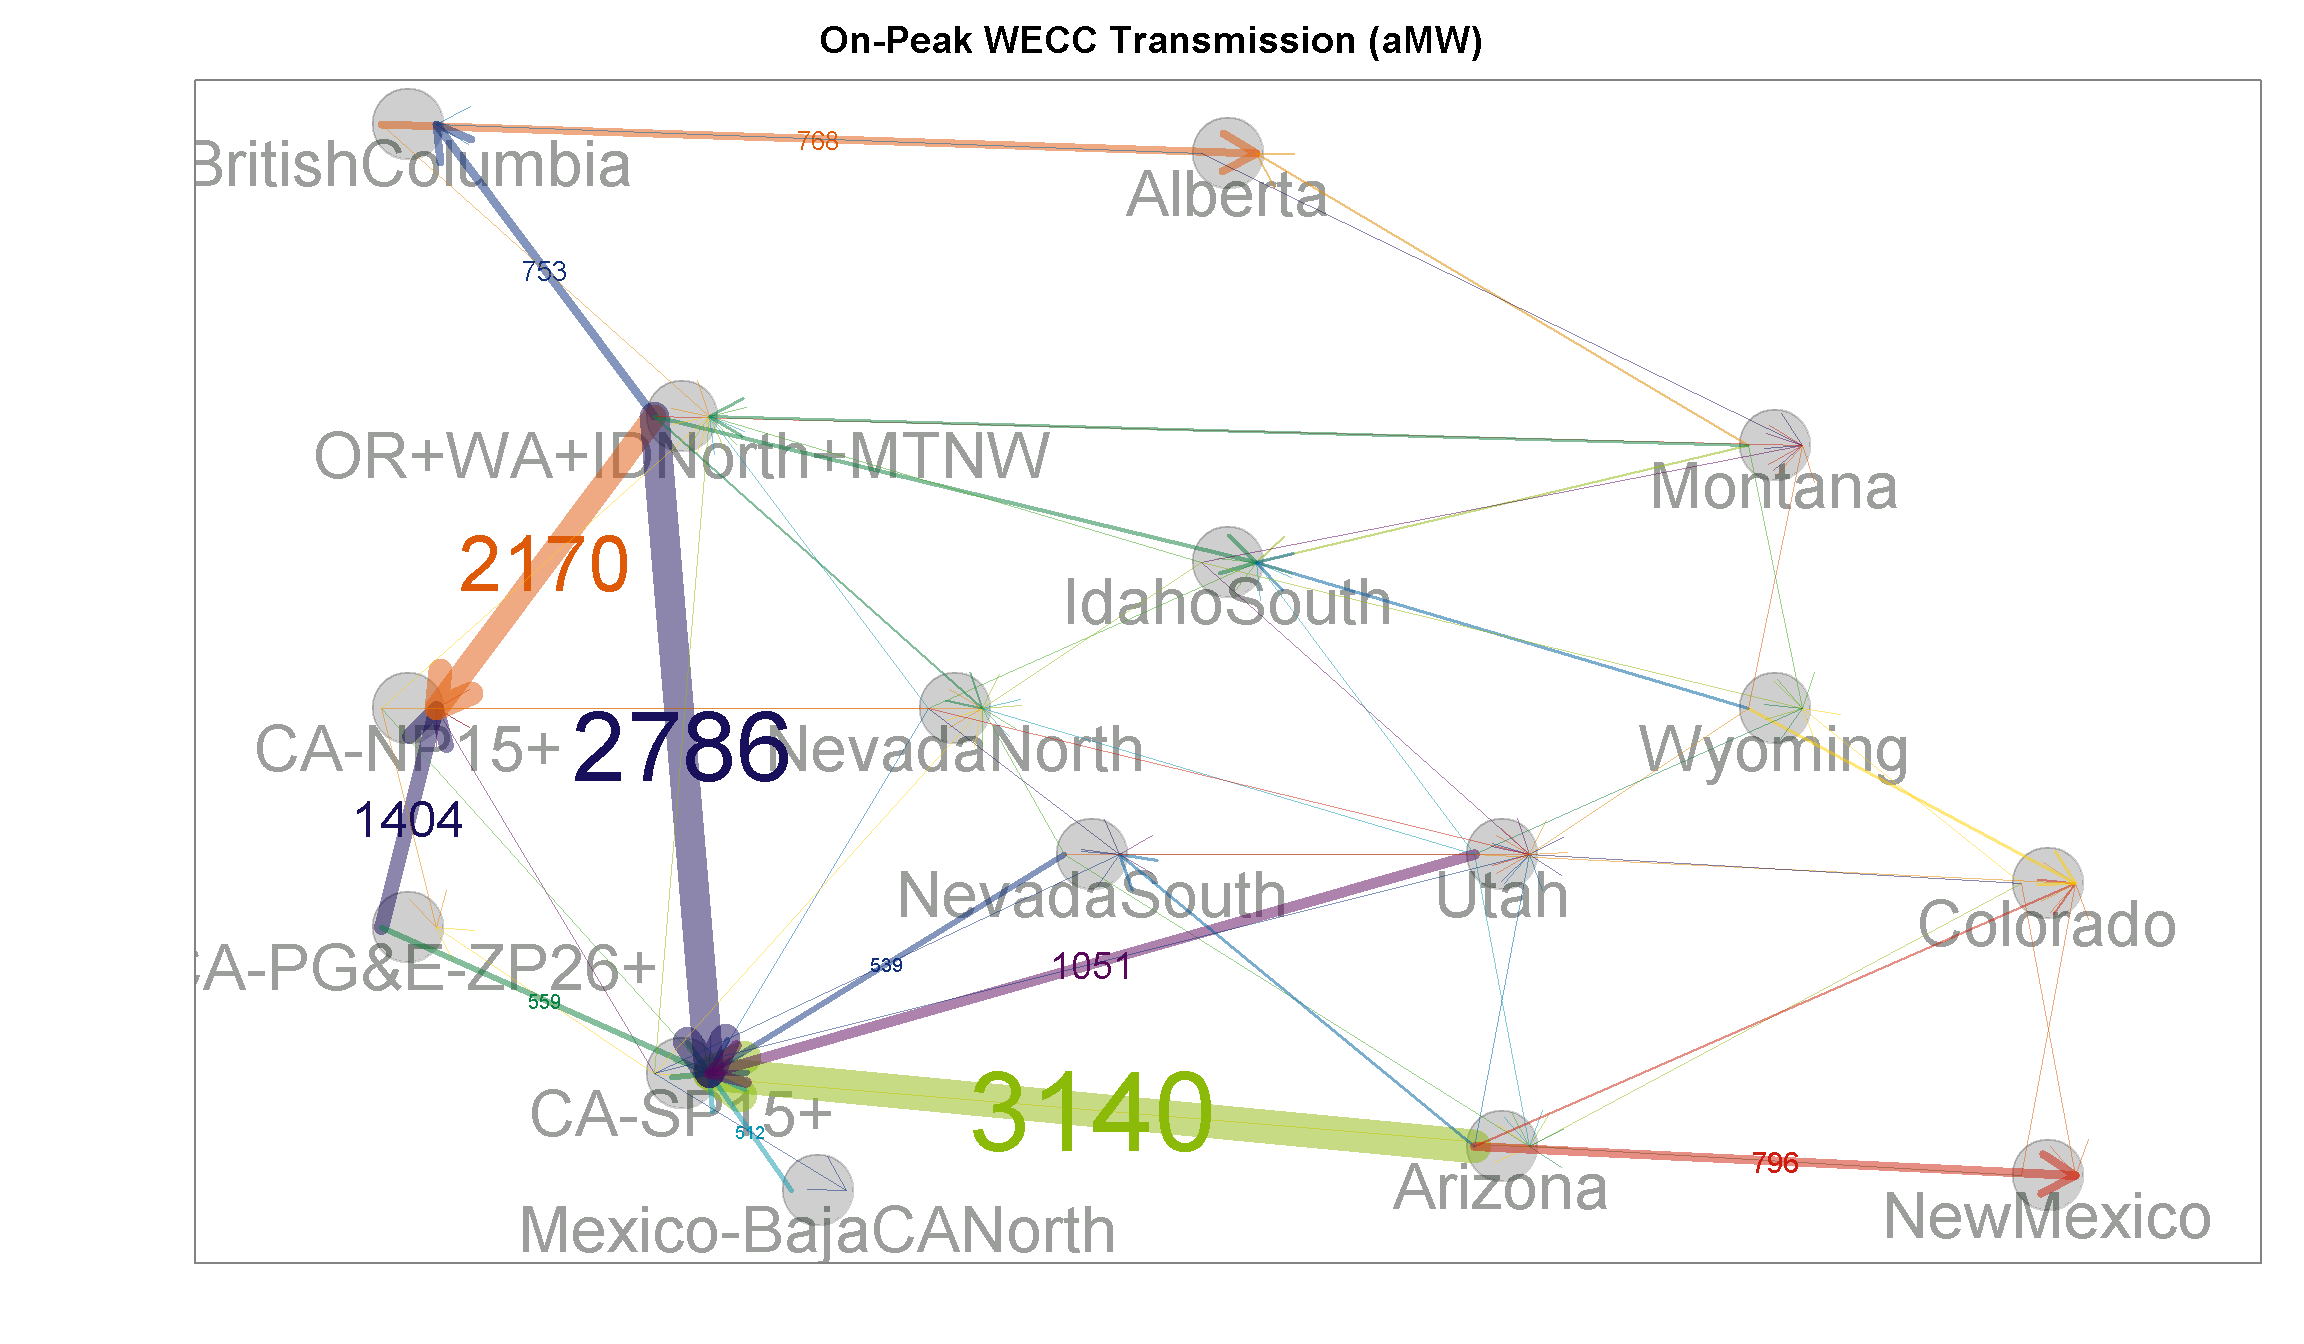 On-Peak WECC Transmission (aMW)
768
BritishColumbia
Alberta
753
OR+WA+IDNorth+MTNW
Montana
2170
IdahoSouth
CA-NP15+
2786
NevadaNorth
Wyoming
1404
NevadaSouth
Utah
Colorado
CA-PG&E-ZP26+
539
1051
559
CA-SP15+
512
3140
796
Arizona
NewMexico
Mexico-BajaCANorth